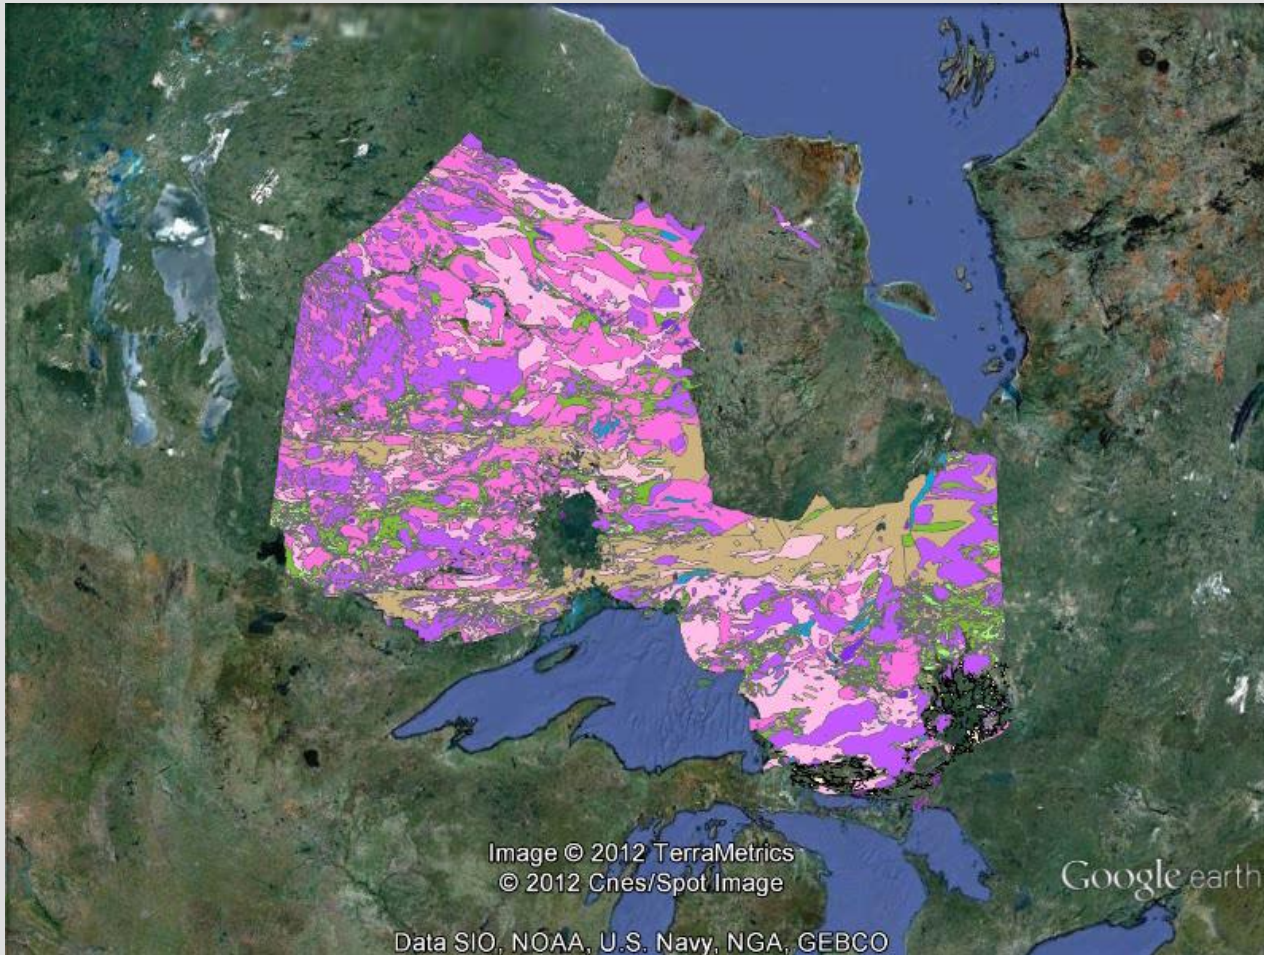 Image © 2012 TerraMetrics
© 2012 Cnes/Spot Image
Google earth
Data SIO, NOAA, U.S. Navy, NGA, GEBCO